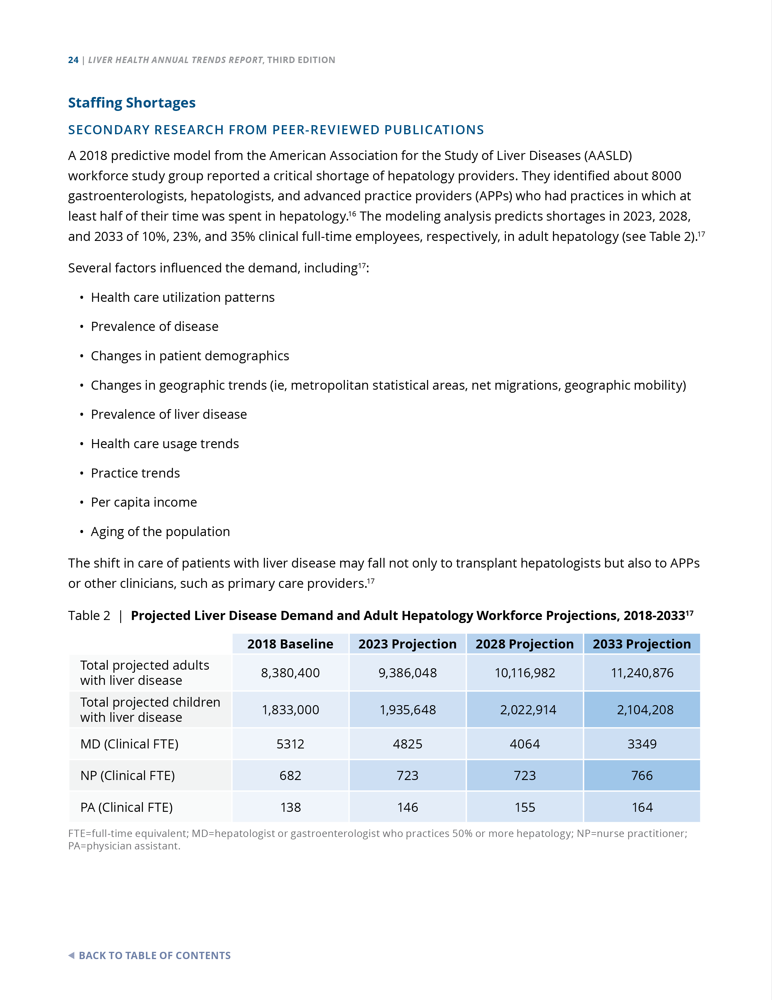 24 | LIVER HEALTH ANNUAL TRENDS REPORT, THIRD EDITION
Staffing Shortages
SECONDARY RESEARCH FROM PEER-REVIEWED PUBLICATIONS
A 2018 predictive model from the American Association for the Study of Liver Diseases (AASLD)
workforce study group reported a critical shortage of hepatology providers. They identified about 8000
gastroenterologists, hepatologists, and advanced practice providers (APPs) who had practices in which at
least half of their time was spent in hepatology.16 The modeling analysis predicts shortages in 2023, 2028,
and 2033 of 10%, 23%, and 35% clinical full-time employees, respectively, in adult hepatology (see Table 2).17
Several factors influenced the demand, including17:
• Health care utilization patterns
• Prevalence of disease
• Changes in patient demographics
• Changes in geographic trends (ie, metropolitan statistical areas, net migrations, geographic mobility)
• Prevalence of liver disease
• Health care usage trends
• Practice trends
• Per capita income
• Aging of the population
The shift in care of patients with liver disease may fall not only to transplant hepatologists but also to APPs
or other clinicians, such as primary care providers.17
Table 2 | Projected Liver Disease Demand and Adult Hepatology Workforce Projections, 2018-203317
2018 Baseline 2023 Projection 2028 Projection 2033 Projection
Total projected adults
with liver disease 8,380,400 9,386,048 10,116,982 11,240,876
Total projected children
with liver disease 1,833,000 1,935,648 2,022,914 2,104,208
MD (Clinical FTE) 5312 4825 4064 3349
NP (Clinical FTE) 682 723 723 766
PA (Clinical FTE) 138 146 155 164
FTE=full-time equivalent; MD=hepatologist or gastroenterologist who practices 50% or more hepatology; NP=nurse practitioner;
PA=physician assistant.
◀ BACK TO TABLE OF CONTENTS